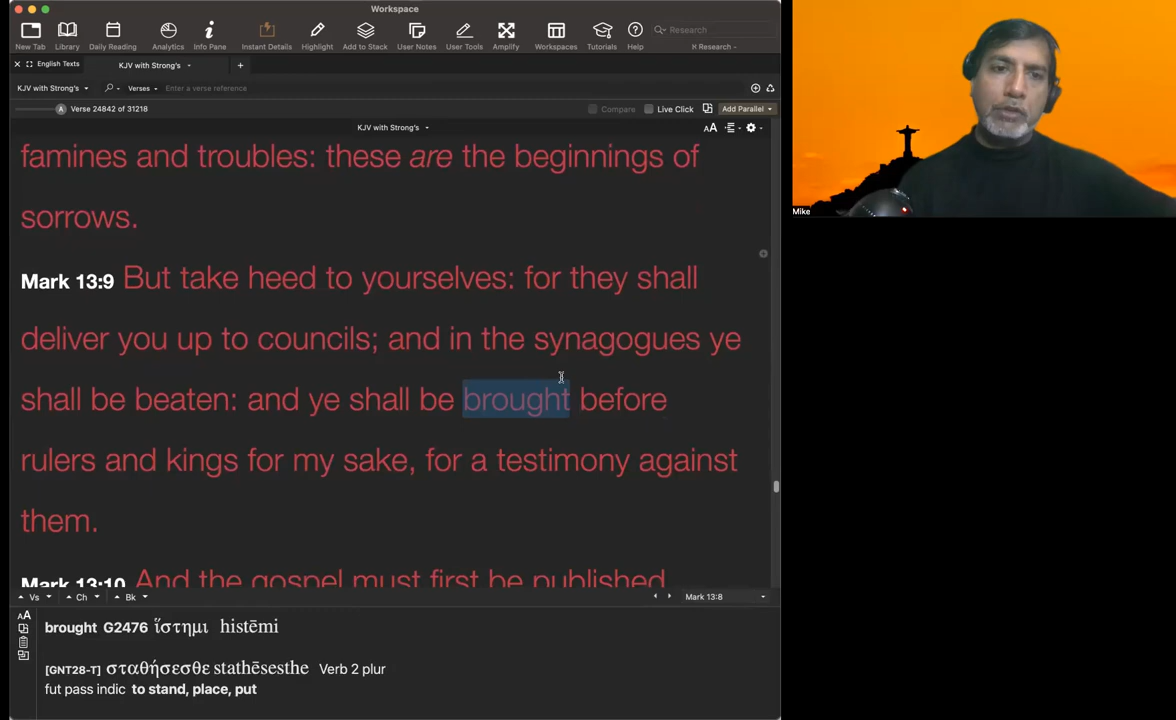 Workspace
New Tab Library Daily Reading Analytics Info Pane Instant Details Highlight Add to Stack User Notes User Tools Amplify Workspaces Tutorials Help Research
Research
English Texts KJV with Strong's +
KJV with Strong's Verses Enter a verse reference
A Verse 24842 of 31218 Compare Live Click Add Parallel
KJV with Strong's AA
famines and troubles: these are the beginnings of
sorrows.
Mark 13:9 But take heed to yourselves: for they shall
deliver you up to councils; and in the synagogues ye
shall be beaten: and ye shall be brought before
rulers and kings for my sake, for a testimony against
them.
Mark 13:10 And the gospel must first be published
Vs Ch Bk Mark 13:8
AA
brought G2476 ἵστημι histēmi
[GNT28-T] σταθήσεσθε stathēsesthe Verb 2 plur
fut pass indic to stand, place, put
Mike